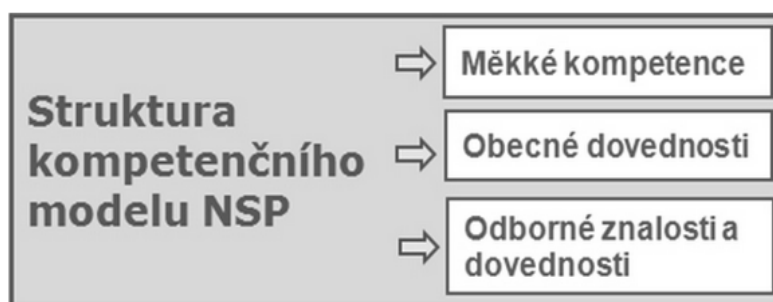 Struktura
kompetenčního
modelu NSP
Měkké kompetence
Obecné dovednosti
Odborné znalosti a
dovednosti